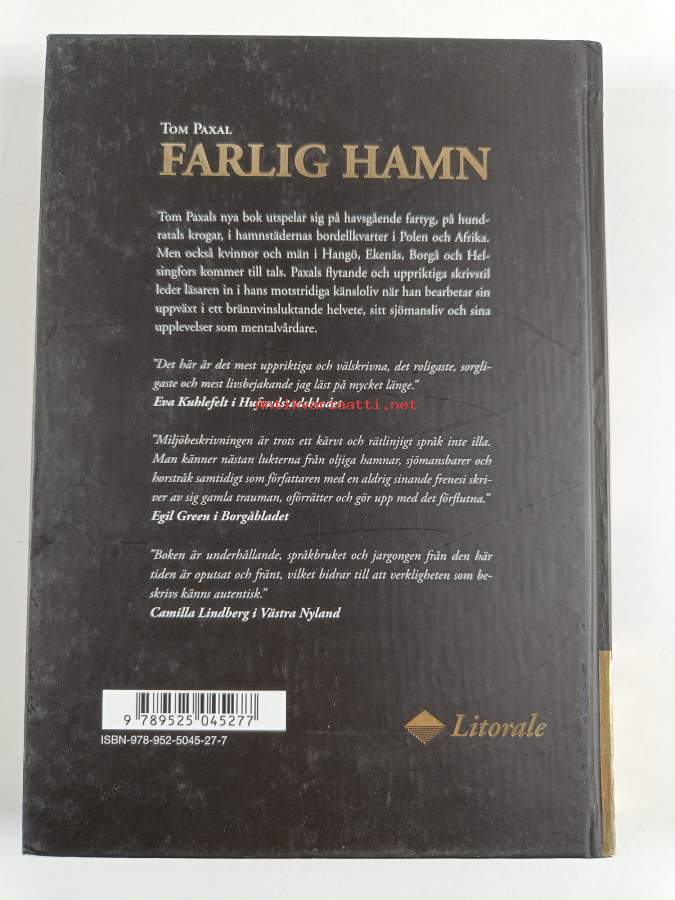 TOM PAXAL
FARLIG HAMN
Tom Paxals nya bok utspelar sig på havsgående fartyg, på hund-
ratals krogar, i hamnstädernas bordellkvarter i Polen och Afrika.
Men också kvinnor och män i Hangö, Ekenäs, Borgå och Hel-
singfors kommer till tals. Paxals flytande och uppriktiga skrivstil
leder läsaren in i hans motstridiga känsloliv när han bearbetar sin
uppväxt i ett brännvinsluktande helvete, sitt sjömansliv och sina
upplevelser som mentalvårdare.
"Det här är det mest uppriktiga och välskrivna, det roligaste, sorgli-
gaste och mest livsbejakande jag läst på mycket länge."
Eva Kuhlefelt i Hufvudstadsbladet
antikvariaatti.net
"Miljöbeskrivningen är trots ett kärvt och rätlinjigt språk inte illa.
Man känner nästan lukterna från oljiga hamnar, sjömansbarer och
horstråk samtidigt som författaren med en aldrig sinande frenesi skri-
ver av sig gamla trauman, oförrätter och gör upp med det förflutna."
Egil Green i Borgåbladet
"Boken är underhållande, språkbruket och jargongen från den här
tiden är oputsat och fränt, vilket bidrar till att verkligheten som be-
skrivs känns autentisk."
Camilla Lindberg i Västra Nyland
9 789525 045277
ISBN-978-952-5045-27-7
Litorale